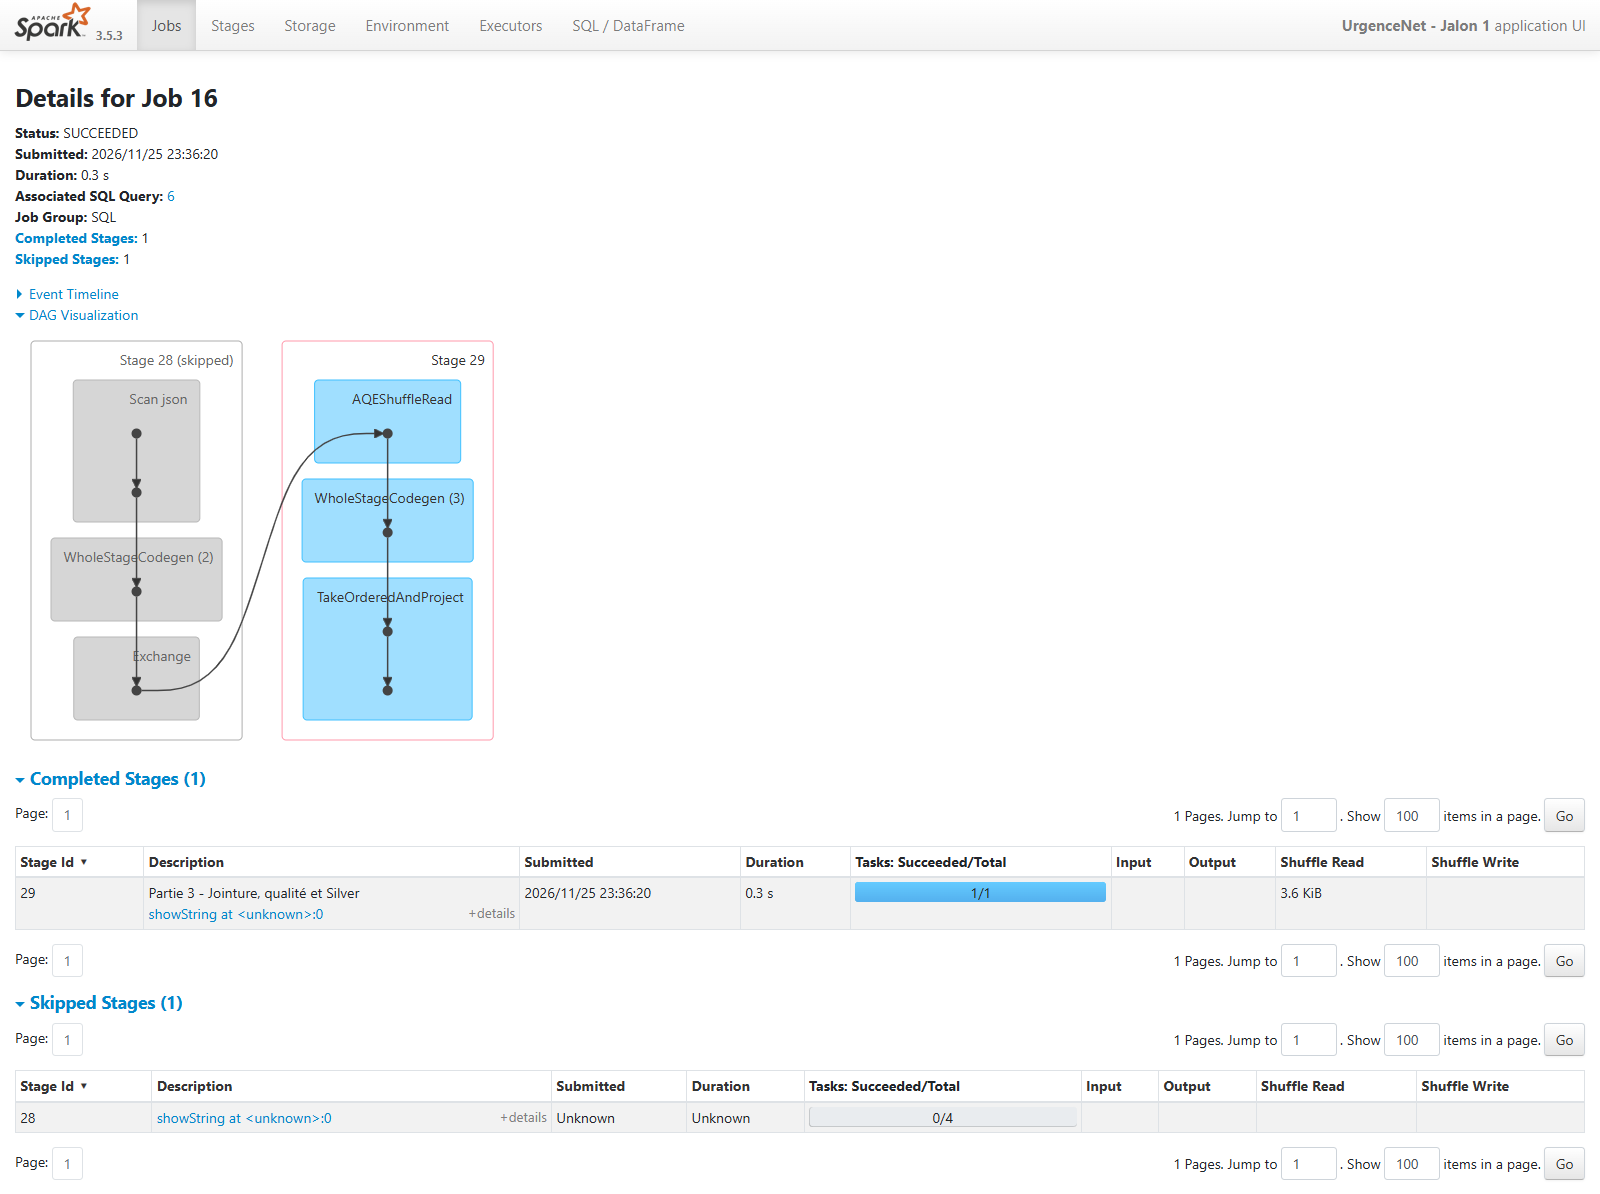 APACHE Spark 3.5.3 Jobs Stages Storage Environment Executors SQL / DataFrame UrgenceNet - Jalon 1 application UI
Details for Job 16
Status: SUCCEEDED
Submitted: 2026/11/25 23:36:20
Duration: 0.3 s
Associated SQL Query: 6
Job Group: SQL
Completed Stages: 1
Skipped Stages: 1
Event Timeline
DAG Visualization
Stage 28 (skipped)
Scan json
WholeStageCodegen (2)
Exchange
Stage 29
AQEShuffleRead
WholeStageCodegen (3)
TakeOrderedAndProject
Completed Stages (1)
Page: 1 1 Pages. Jump to 1 . Show 100 items in a page. Go
Stage Id ▾ Description Submitted Duration Tasks: Succeeded/Total Input Output Shuffle Read Shuffle Write
29 Partie 3 - Jointure, qualité et Silver 2026/11/25 23:36:20 0.3 s 1/1 3.6 KiB
showString at <unknown>:0 +details
Page: 1 1 Pages. Jump to 1 . Show 100 items in a page. Go
Skipped Stages (1)
Page: 1 1 Pages. Jump to 1 . Show 100 items in a page. Go
Stage Id ▾ Description Submitted Duration Tasks: Succeeded/Total Input Output Shuffle Read Shuffle Write
28 showString at <unknown>:0 +details Unknown Unknown 0/4
Page: 1 1 Pages. Jump to 1 . Show 100 items in a page. Go